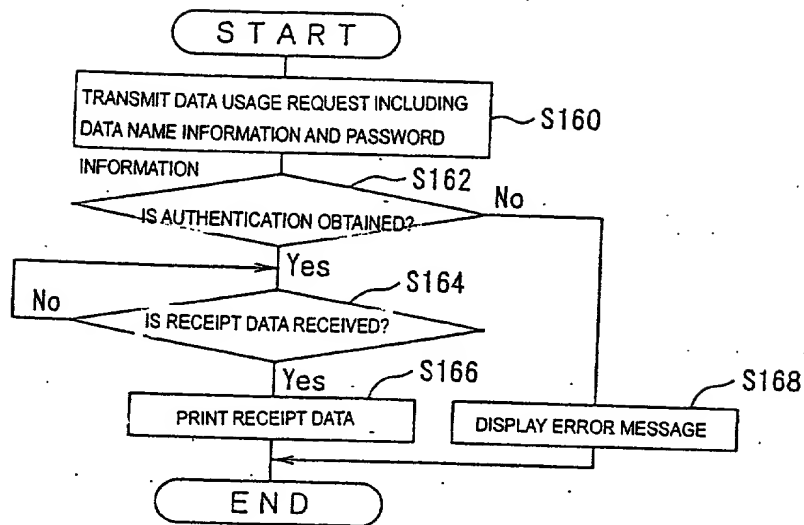 START
TRANSMIT DATA USAGE REQUEST INCLUDING
DATA NAME INFORMATION AND PASSWORD
INFORMATION
S160
S162
IS AUTHENTICATION OBTAINED?
No
Yes
S164
No
IS RECEIPT DATA RECEIVED?
Yes
S166
PRINT RECEIPT DATA
S168
DISPLAY ERROR MESSAGE
END